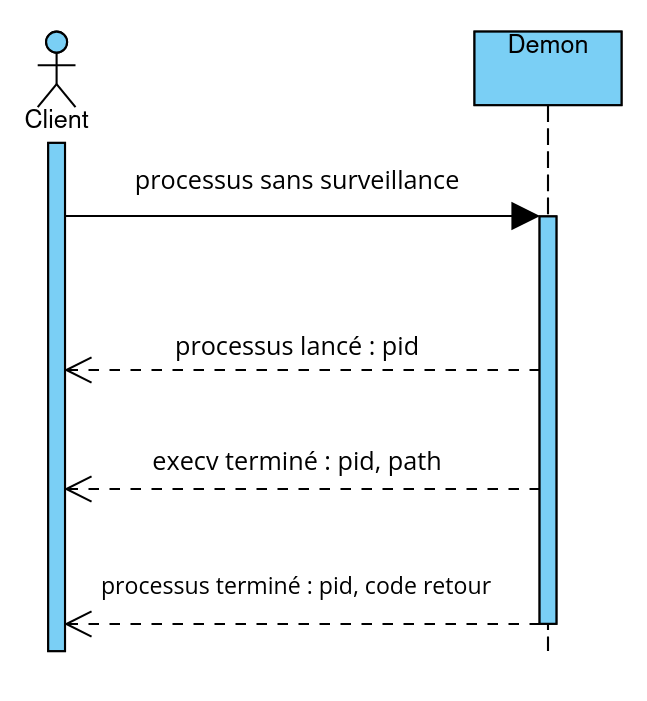 Client
Demon
processus sans surveillance
processus lancé : pid
execv terminé : pid, path
processus terminé : pid, code retour